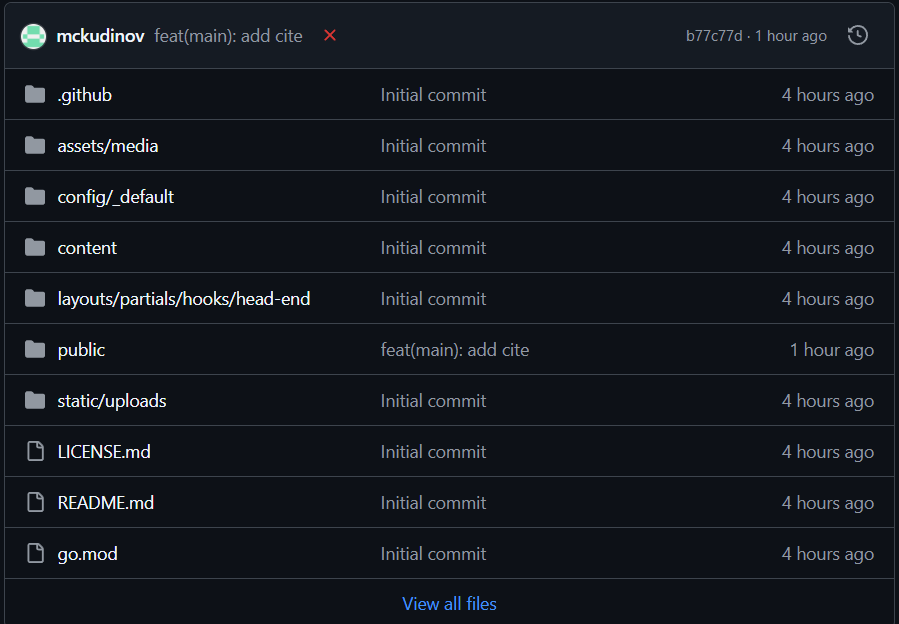 mckudinov feat(main): add cite b77c77d · 1 hour ago
.github Initial commit 4 hours ago
assets/media Initial commit 4 hours ago
config/_default Initial commit 4 hours ago
content Initial commit 4 hours ago
layouts/partials/hooks/head-end Initial commit 4 hours ago
public feat(main): add cite 1 hour ago
static/uploads Initial commit 4 hours ago
LICENSE.md Initial commit 4 hours ago
README.md Initial commit 4 hours ago
go.mod Initial commit 4 hours ago
View all files